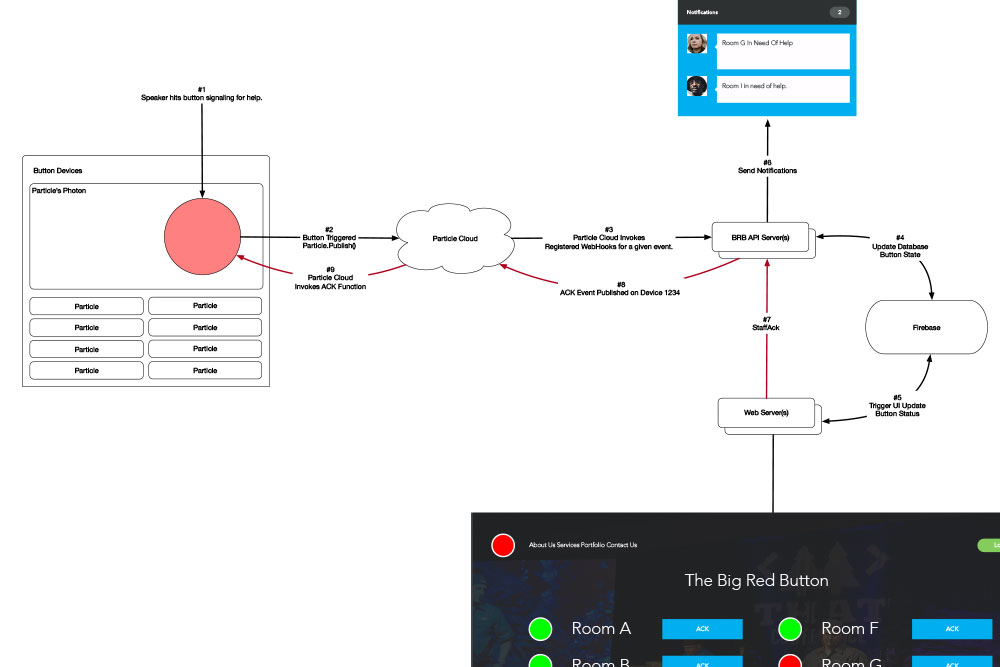 Notifications
2
Room G In Need Of Help
Room I in need of help.
#1
Speaker hits button signaling for help.
Button Devices
Particle's Photon
#2
Button Triggered
Particle.Publish()
Particle Cloud
#3
Particle Cloud Invokes
Registered WebHooks for a given event.
BRB API Server(s)
#6
Send Notifications
#4
Update Database
Button State
#9
Particle Cloud
Invokes ACK Function
#8
ACK Event Published on Device 1234
Particle
Particle
Particle
Particle
Particle
Particle
Particle
Particle
#7
StaffAck
Firebase
#5
Trigger UI Update
Button Status
Web Server(s)
About Us Services Portfolio Contact Us
The Big Red Button
Room A
ACK
Room F
ACK
Room B
ACK
Room G
ACK